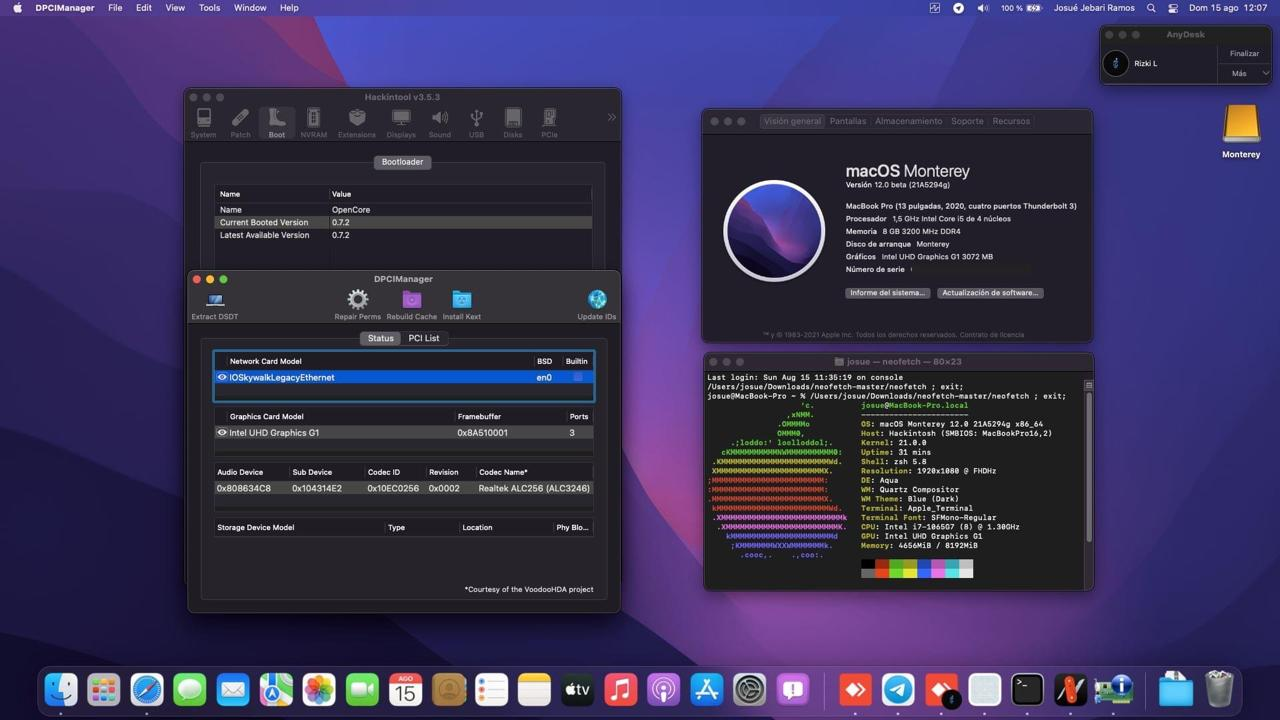 DPCIManager File Edit View Tools Window Help
100 % Josué Jebari Ramos Dom 15 ago 12:07
AnyDesk
Rizki L
Finalizar
Más
Monterey
Hackintool v3.5.3
System Patch Boot NVRAM Extensions Displays Sound USB Disks PCIe
Bootloader
Name Value
Name OpenCore
Current Booted Version 0.7.2
Latest Available Version 0.7.2
DPCIManager
Extract DSDT Repair Perms Rebuild Cache Install Kext Update IDs
Status PCI List
Network Card Model BSD Builtin
IOSkywalkLegacyEthernet en0
Graphics Card Model Framebuffer Ports
Intel UHD Graphics G1 0x8A510001 3
Audio Device Sub Device Codec ID Revision Codec Name*
0x808634C8 0x104314E2 0x10EC0256 0x0002 Realtek ALC256 (ALC3246)
Storage Device Model Type Location Phy Blo...
*Courtesy of the VoodooHDA project
Visión general Pantallas Almacenamiento Soporte Recursos
macOS Monterey
Versión 12.0 beta (21A5294g)
MacBook Pro (13 pulgadas, 2020, cuatro puertos Thunderbolt 3)
Procesador 1,5 GHz Intel Core i5 de 4 núcleos
Memoria 8 GB 3200 MHz DDR4
Disco de arranque Monterey
Gráficos Intel UHD Graphics G1 3072 MB
Número de serie
Informe del sistema... Actualización de software...
™ y © 1983-2021 Apple Inc. Todos los derechos reservados. Contrato de licencia
josue — neofetch — 80×23
Last login: Sun Aug 15 11:35:19 on console
/Users/josue/Downloads/neofetch-master/neofetch ; exit;
josue@MacBook-Pro ~ % /Users/josue/Downloads/neofetch-master/neofetch ; exit;
josue@MacBook-Pro.local
OS: macOS Monterey 12.0 21A5294g x86_64
Host: Hackintosh (SMBIOS: MacBookPro16,2)
Kernel: 21.0.0
Uptime: 31 mins
Shell: zsh 5.8
Resolution: 1920x1080 @ FHDHz
DE: Aqua
WM: Quartz Compositor
WM Theme: Blue (Dark)
Terminal: Apple_Terminal
Terminal Font: SFMono-Regular
CPU: Intel i7-1065G7 (8) @ 1.30GHz
GPU: Intel UHD Graphics G1
Memory: 4656MiB / 8192MiB
AGO
15
tv